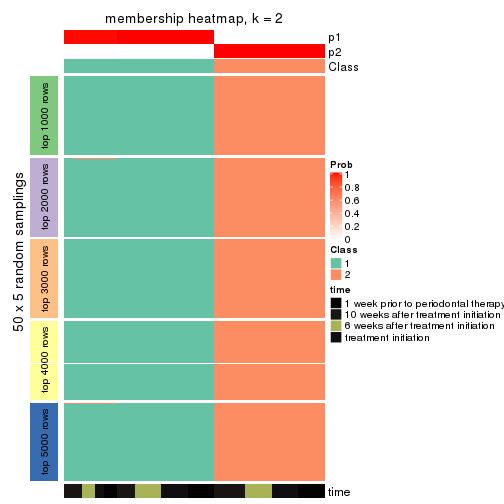 membership heatmap, k = 2
p1
p2
Class
50 x 5 random samplings
top 1000 rows
top 2000 rows
top 3000 rows
top 4000 rows
top 5000 rows
time
Prob
1
0.8
0.6
0.4
0.2
0
Class
1
2
time
1 week prior to periodontal therapy
10 weeks after treatment initiation
6 weeks after treatment initiation
treatment initiation